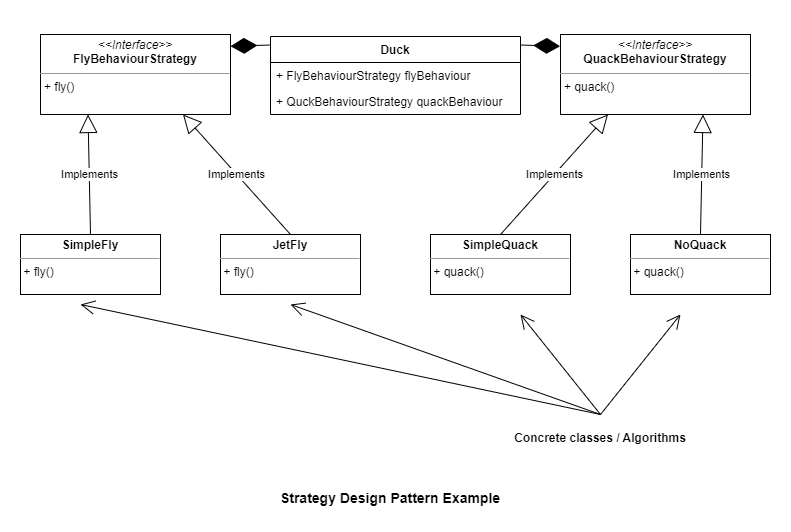 <<Interface>>
FlyBehaviourStrategy
+ fly()
Duck
+ FlyBehaviourStrategy flyBehaviour
+ QuckBehaviourStrategy quackBehaviour
<<Interface>>
QuackBehaviourStrategy
+ quack()
Implements
Implements
Implements
Implements
SimpleFly
+ fly()
JetFly
+ fly()
SimpleQuack
+ quack()
NoQuack
+ quack()
Concrete classes / Algorithms
Strategy Design Pattern Example